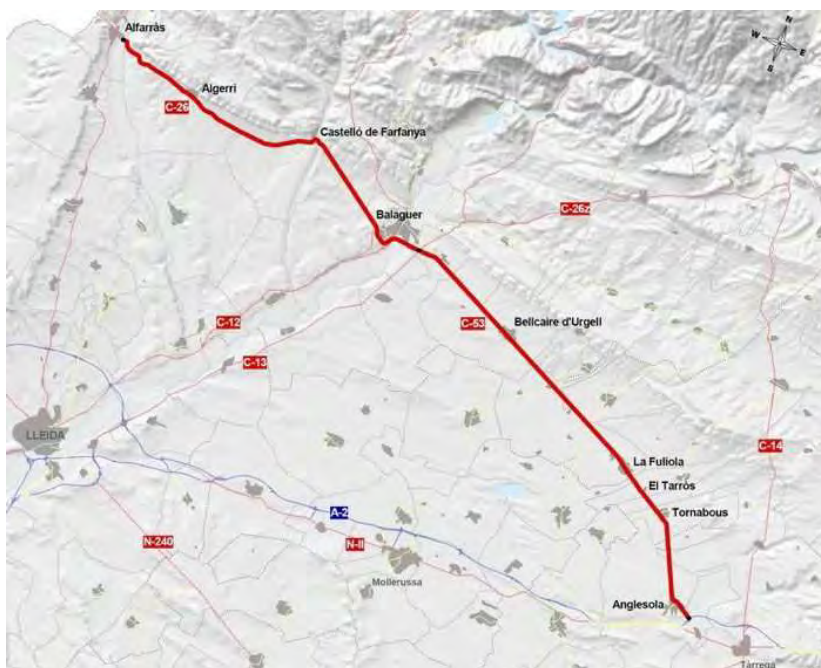 Alfarràs
N
W
E
S
Algerri
C-26
Castelló de Farfanya
Balaguer
C-26z
C-12
C-53
Bellcaire d'Urgell
C-13
LLEIDA
C-14
La Fuliola
El Tarròs
A-2
Tornabous
N-240
N-II
Mollerussa
Anglesola
Tàrrega